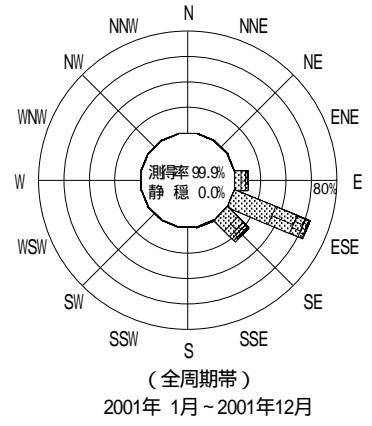 N
NNW NNE
NW NE
WNW ENE
測得率 99.9%
W E
静 穏 0.0% 80%
WSW ESE
SW SE
SSW SSE
S
(全周期帯)
2001年 1月~2001年12月